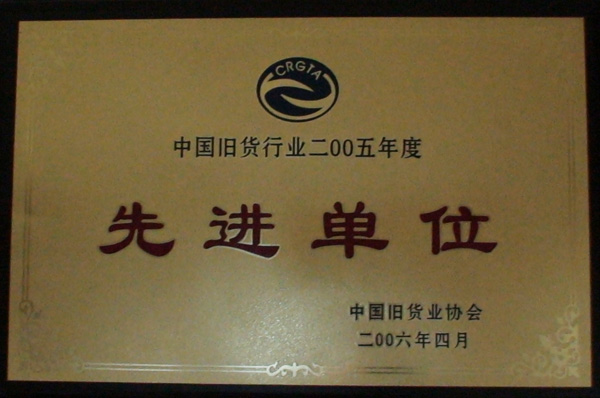 CRGTA
中国旧货行业二00五年度
先进单位
中国旧货业协会
二00六年四月